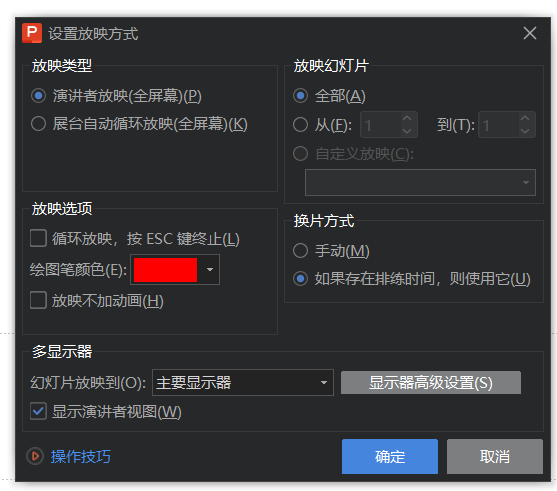 设置放映方式
放映类型
演讲者放映(全屏幕)(P)
展台自动循环放映(全屏幕)(K)
放映幻灯片
全部(A)
从(F): 1 到(T): 1
自定义放映(C):
放映选项
循环放映，按 ESC 键终止(L)
绘图笔颜色(E):
放映不加动画(H)
换片方式
手动(M)
如果存在排练时间，则使用它(U)
多显示器
幻灯片放映到(O): 主要显示器 显示器高级设置(S)
显示演讲者视图(W)
操作技巧 确定 取消